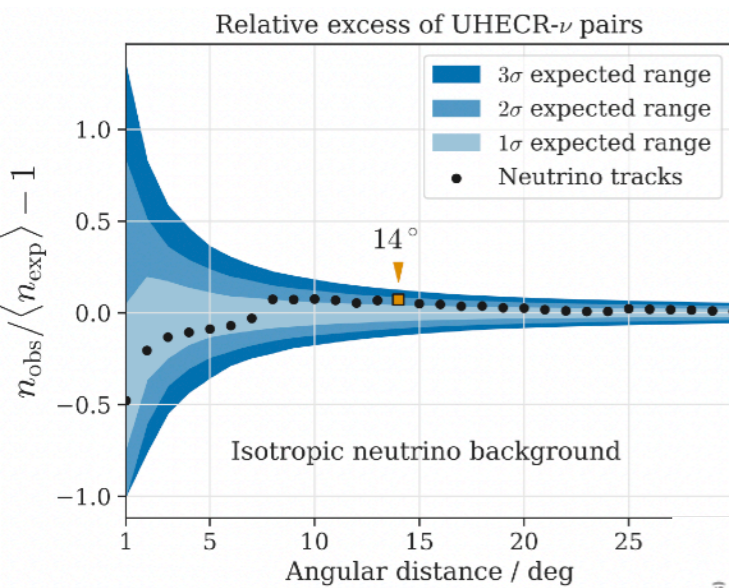 Relative excess of UHECR-ν pairs
3σ expected range
2σ expected range
1σ expected range
Neutrino tracks
14°
n_obs/⟨n_exp⟩ − 1
1.0
0.5
0.0
−0.5
−1.0
Isotropic neutrino background
1 5 10 15 20 25
Angular distance / deg